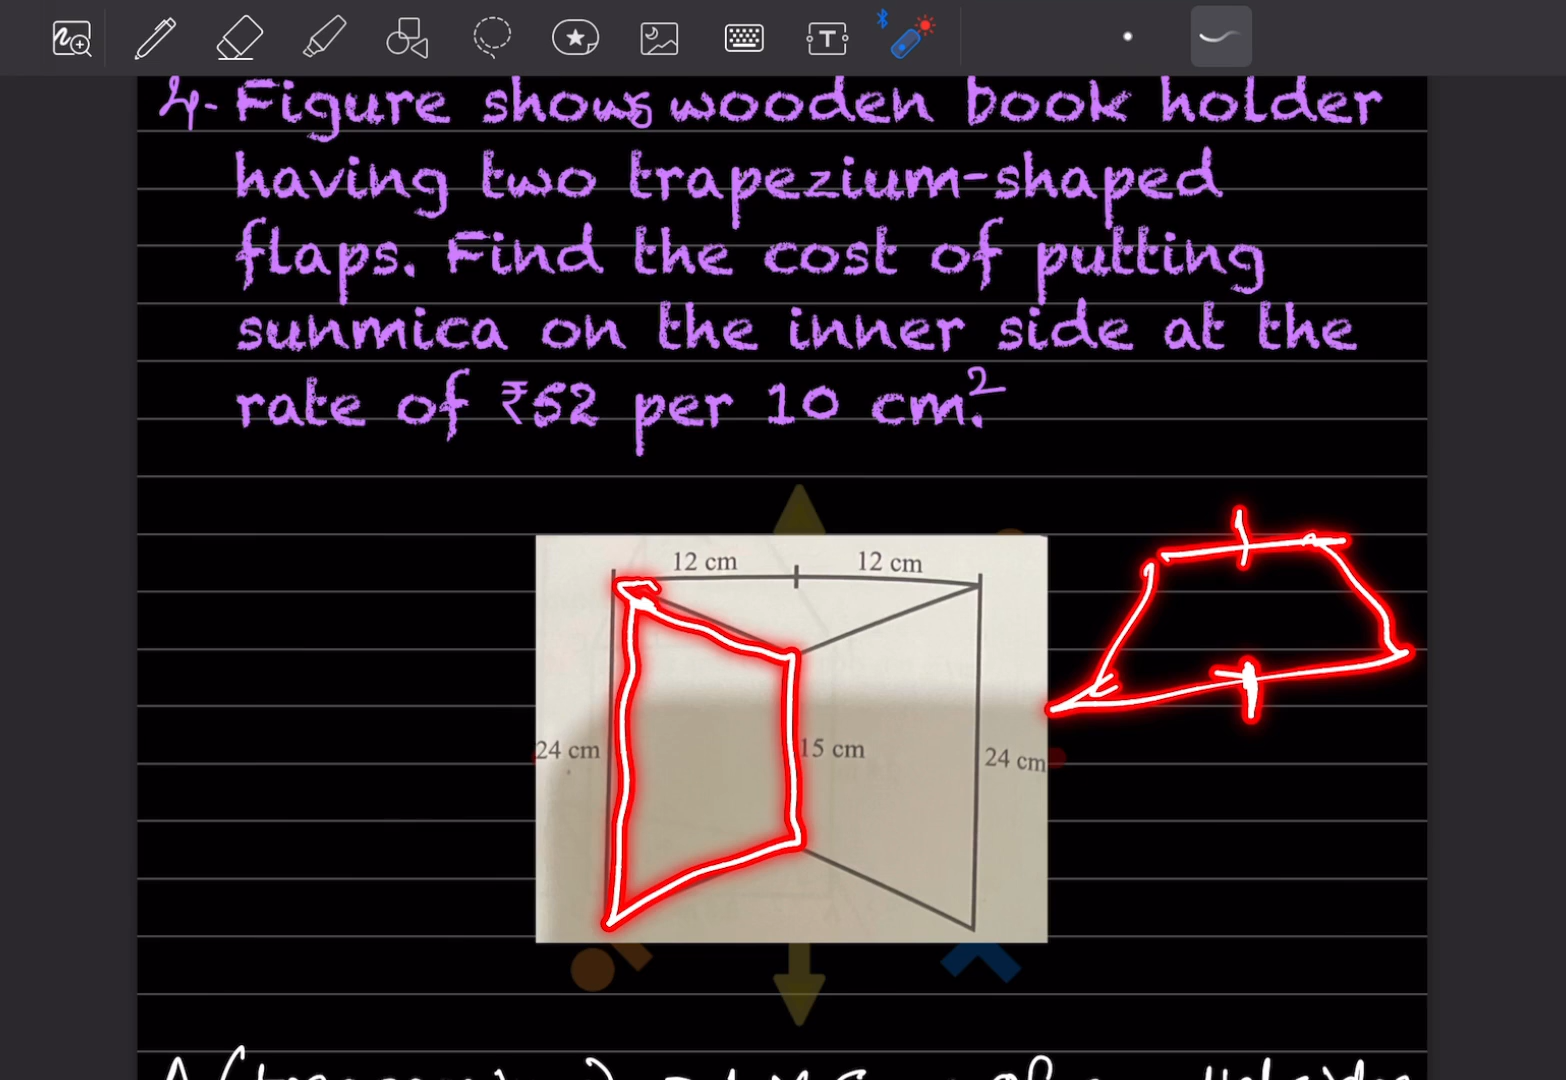 4. Figure shows wooden book holder
having two trapezium-shaped
flaps. Find the cost of putting
sunmica on the inner side at the
rate of ₹52 per 10 cm².
12 cm 12 cm
24 cm 15 cm 24 cm